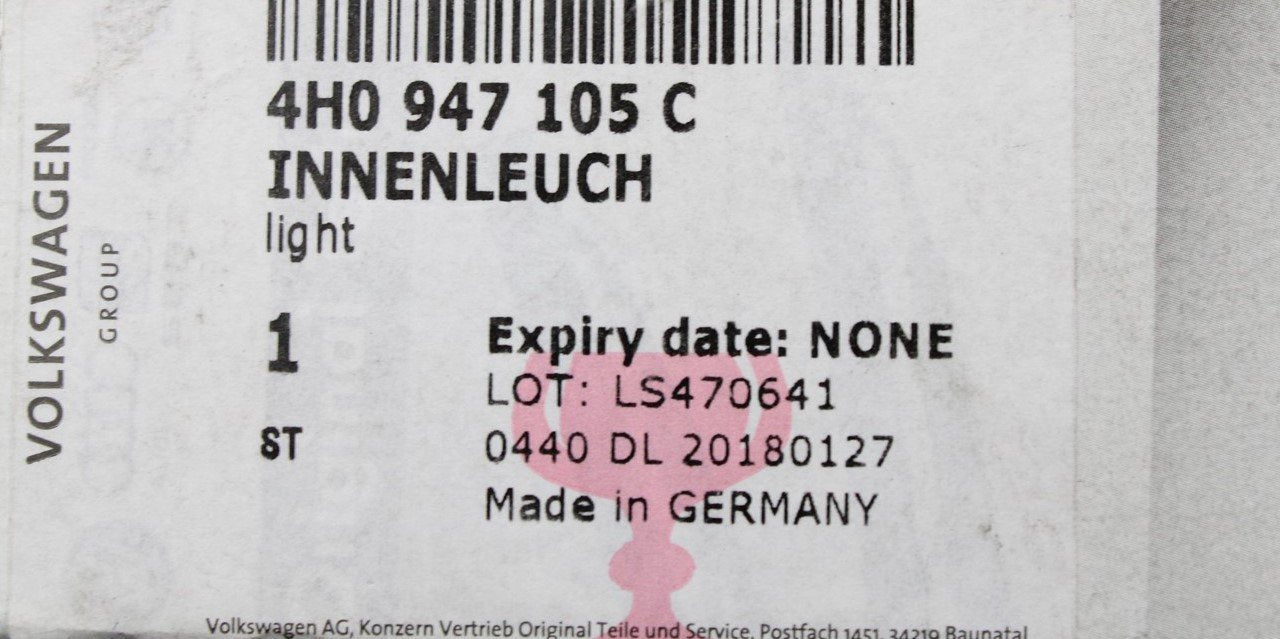 4H0 947 105 C
INNENLEUCH
light
1
ST
Expiry date: NONE
LOT: LS470641
0440 DL 20180127
Made in GERMANY
VOLKSWAGEN
GROUP
Volkswagen AG, Konzern Vertrieb Original Teile und Service, Postfach 1451, 34219 Baunatal